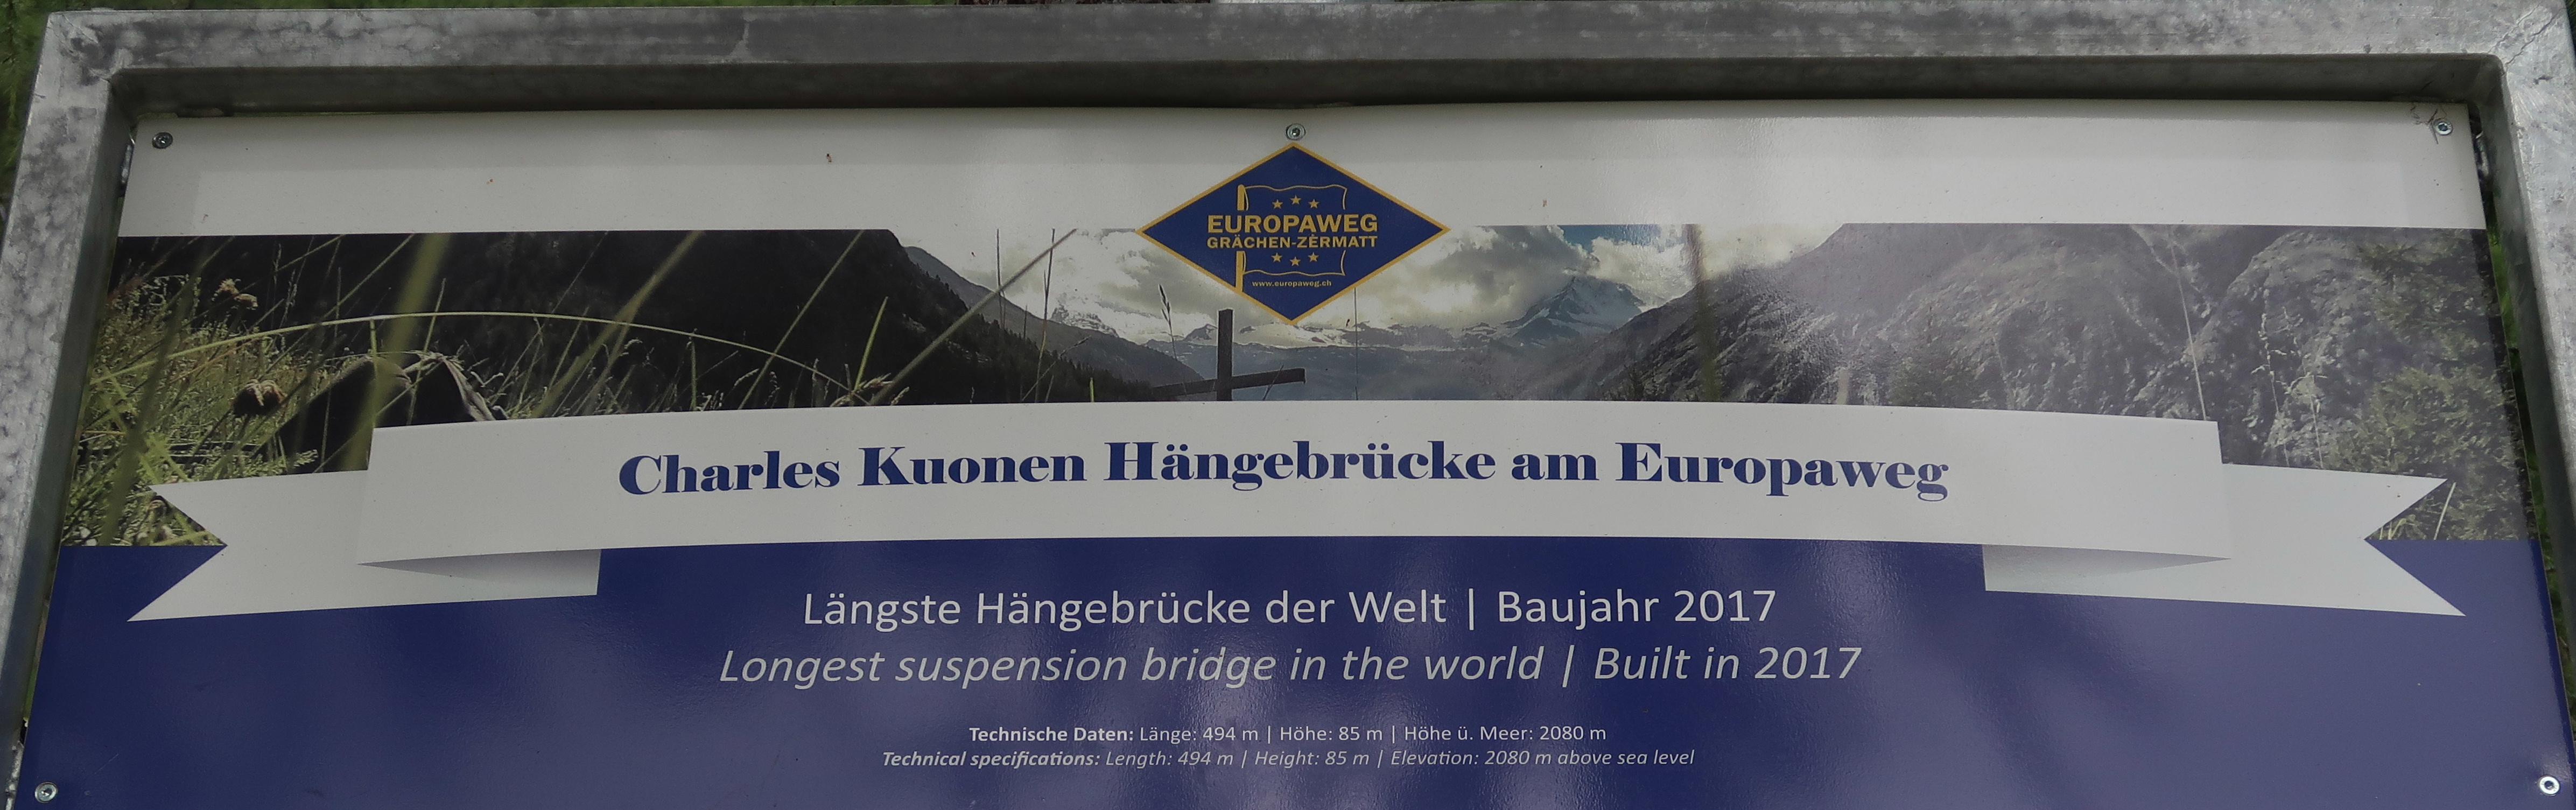 EUROPAWEG
GRÄCHEN-ZERMATT
www.europaweg.ch
Charles Kuonen Hängebrücke am Europaweg
Längste Hängebrücke der Welt | Baujahr 2017
Longest suspension bridge in the world | Built in 2017
Technische Daten: Länge: 494 m | Höhe: 85 m | Höhe ü. Meer: 2080 m
Technical specifications: Length: 494 m | Height: 85 m | Elevation: 2080 m above sea level